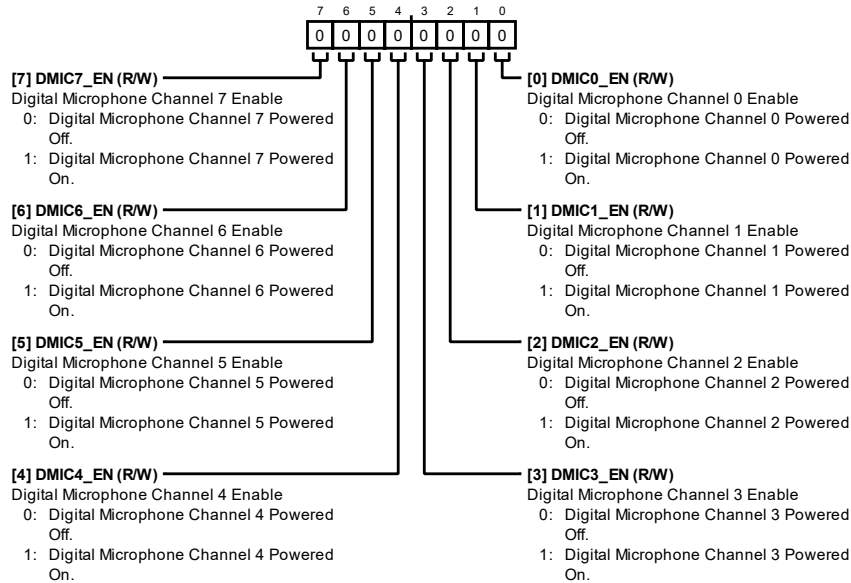 7 6 5 4 3 2 1 0
0 0 0 0 0 0 0 0
[7] DMIC7_EN (R/W)
Digital Microphone Channel 7 Enable
0: Digital Microphone Channel 7 Powered
Off.
1: Digital Microphone Channel 7 Powered
On.
[6] DMIC6_EN (R/W)
Digital Microphone Channel 6 Enable
0: Digital Microphone Channel 6 Powered
Off.
1: Digital Microphone Channel 6 Powered
On.
[5] DMIC5_EN (R/W)
Digital Microphone Channel 5 Enable
0: Digital Microphone Channel 5 Powered
Off.
1: Digital Microphone Channel 5 Powered
On.
[4] DMIC4_EN (R/W)
Digital Microphone Channel 4 Enable
0: Digital Microphone Channel 4 Powered
Off.
1: Digital Microphone Channel 4 Powered
On.
[0] DMIC0_EN (R/W)
Digital Microphone Channel 0 Enable
0: Digital Microphone Channel 0 Powered
Off.
1: Digital Microphone Channel 0 Powered
On.
[1] DMIC1_EN (R/W)
Digital Microphone Channel 1 Enable
0: Digital Microphone Channel 1 Powered
Off.
1: Digital Microphone Channel 1 Powered
On.
[2] DMIC2_EN (R/W)
Digital Microphone Channel 2 Enable
0: Digital Microphone Channel 2 Powered
Off.
1: Digital Microphone Channel 2 Powered
On.
[3] DMIC3_EN (R/W)
Digital Microphone Channel 3 Enable
0: Digital Microphone Channel 3 Powered
Off.
1: Digital Microphone Channel 3 Powered
On.